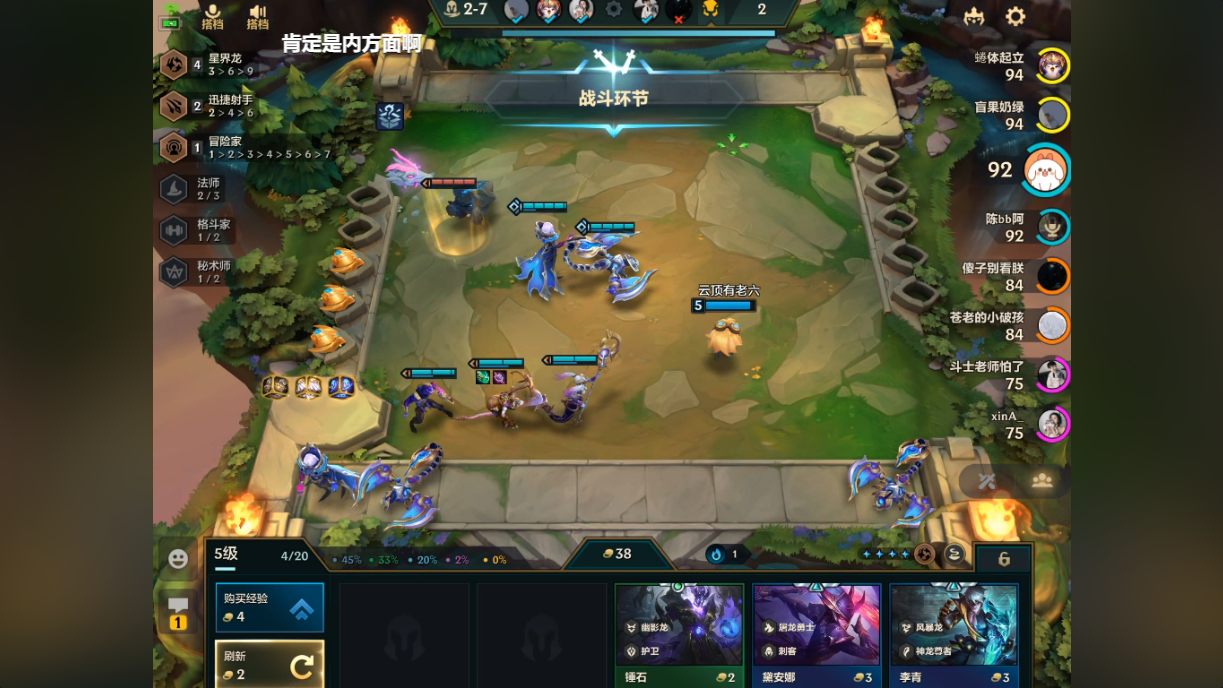 搭档
搭档
肯定是内方面啊
2-7
2
战斗环节
4
星界龙
3 > 6 > 9
2
迅捷射手
2 > 4 > 6
1
冒险家
1 > 2 > 3 > 4 > 5 > 6 > 7
法师
2 / 3
格斗家
1 / 2
秘术师
1 / 2
蜷体起立
94
盲果奶绿
94
92
陈bb阿
92
傻子别看朕
84
苍老的小破孩
84
斗士老师怕了
75
xinA_
75
云顶有老六
5
5级
4/20
45%
33%
20%
2%
0%
38
1
6
购买经验
4
刷新
2
1
幽影龙
护卫
锤石
2
屠龙勇士
刺客
黛安娜
3
风暴龙
神龙尊者
李青
3